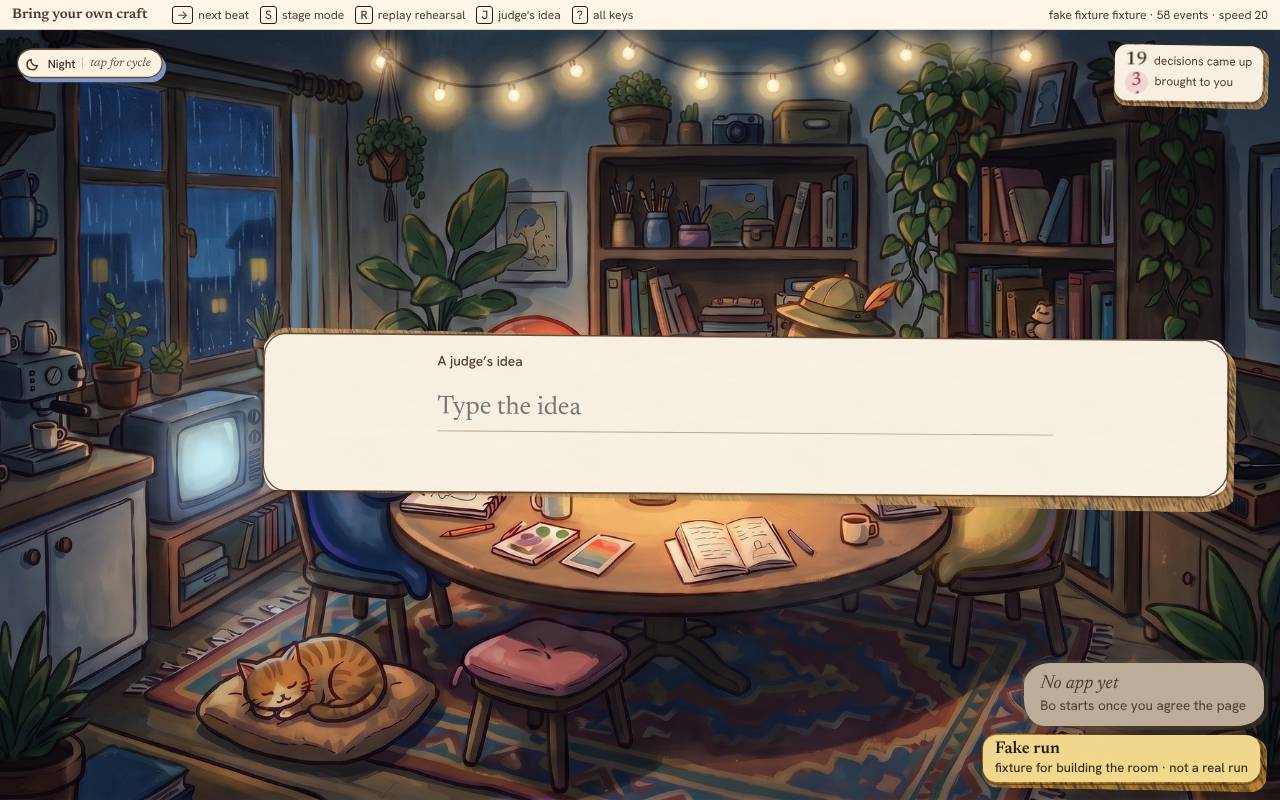 Bring your own craft
→ next beat S stage mode R replay rehearsal J judge's idea ? all keys
fake fixture fixture · 58 events · speed 20
Night tap for cycle
19 decisions came up
3 brought to you
A judge’s idea
Type the idea
No app yet
Bo starts once you agree the page
Fake run
fixture for building the room · not a real run